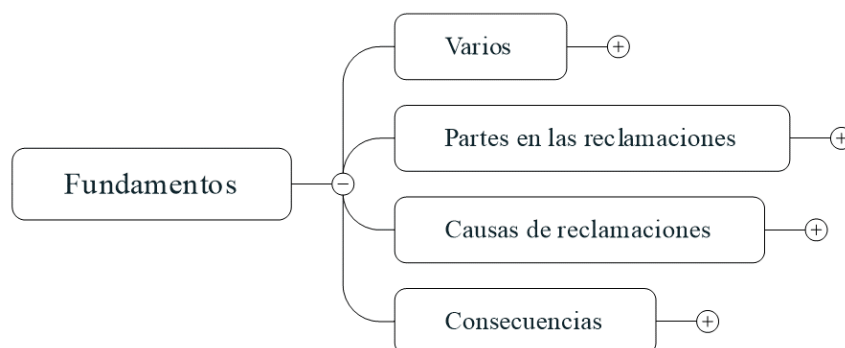 Varios
Partes en las reclamaciones
Fundamentos
Causas de reclamaciones
Consecuencias